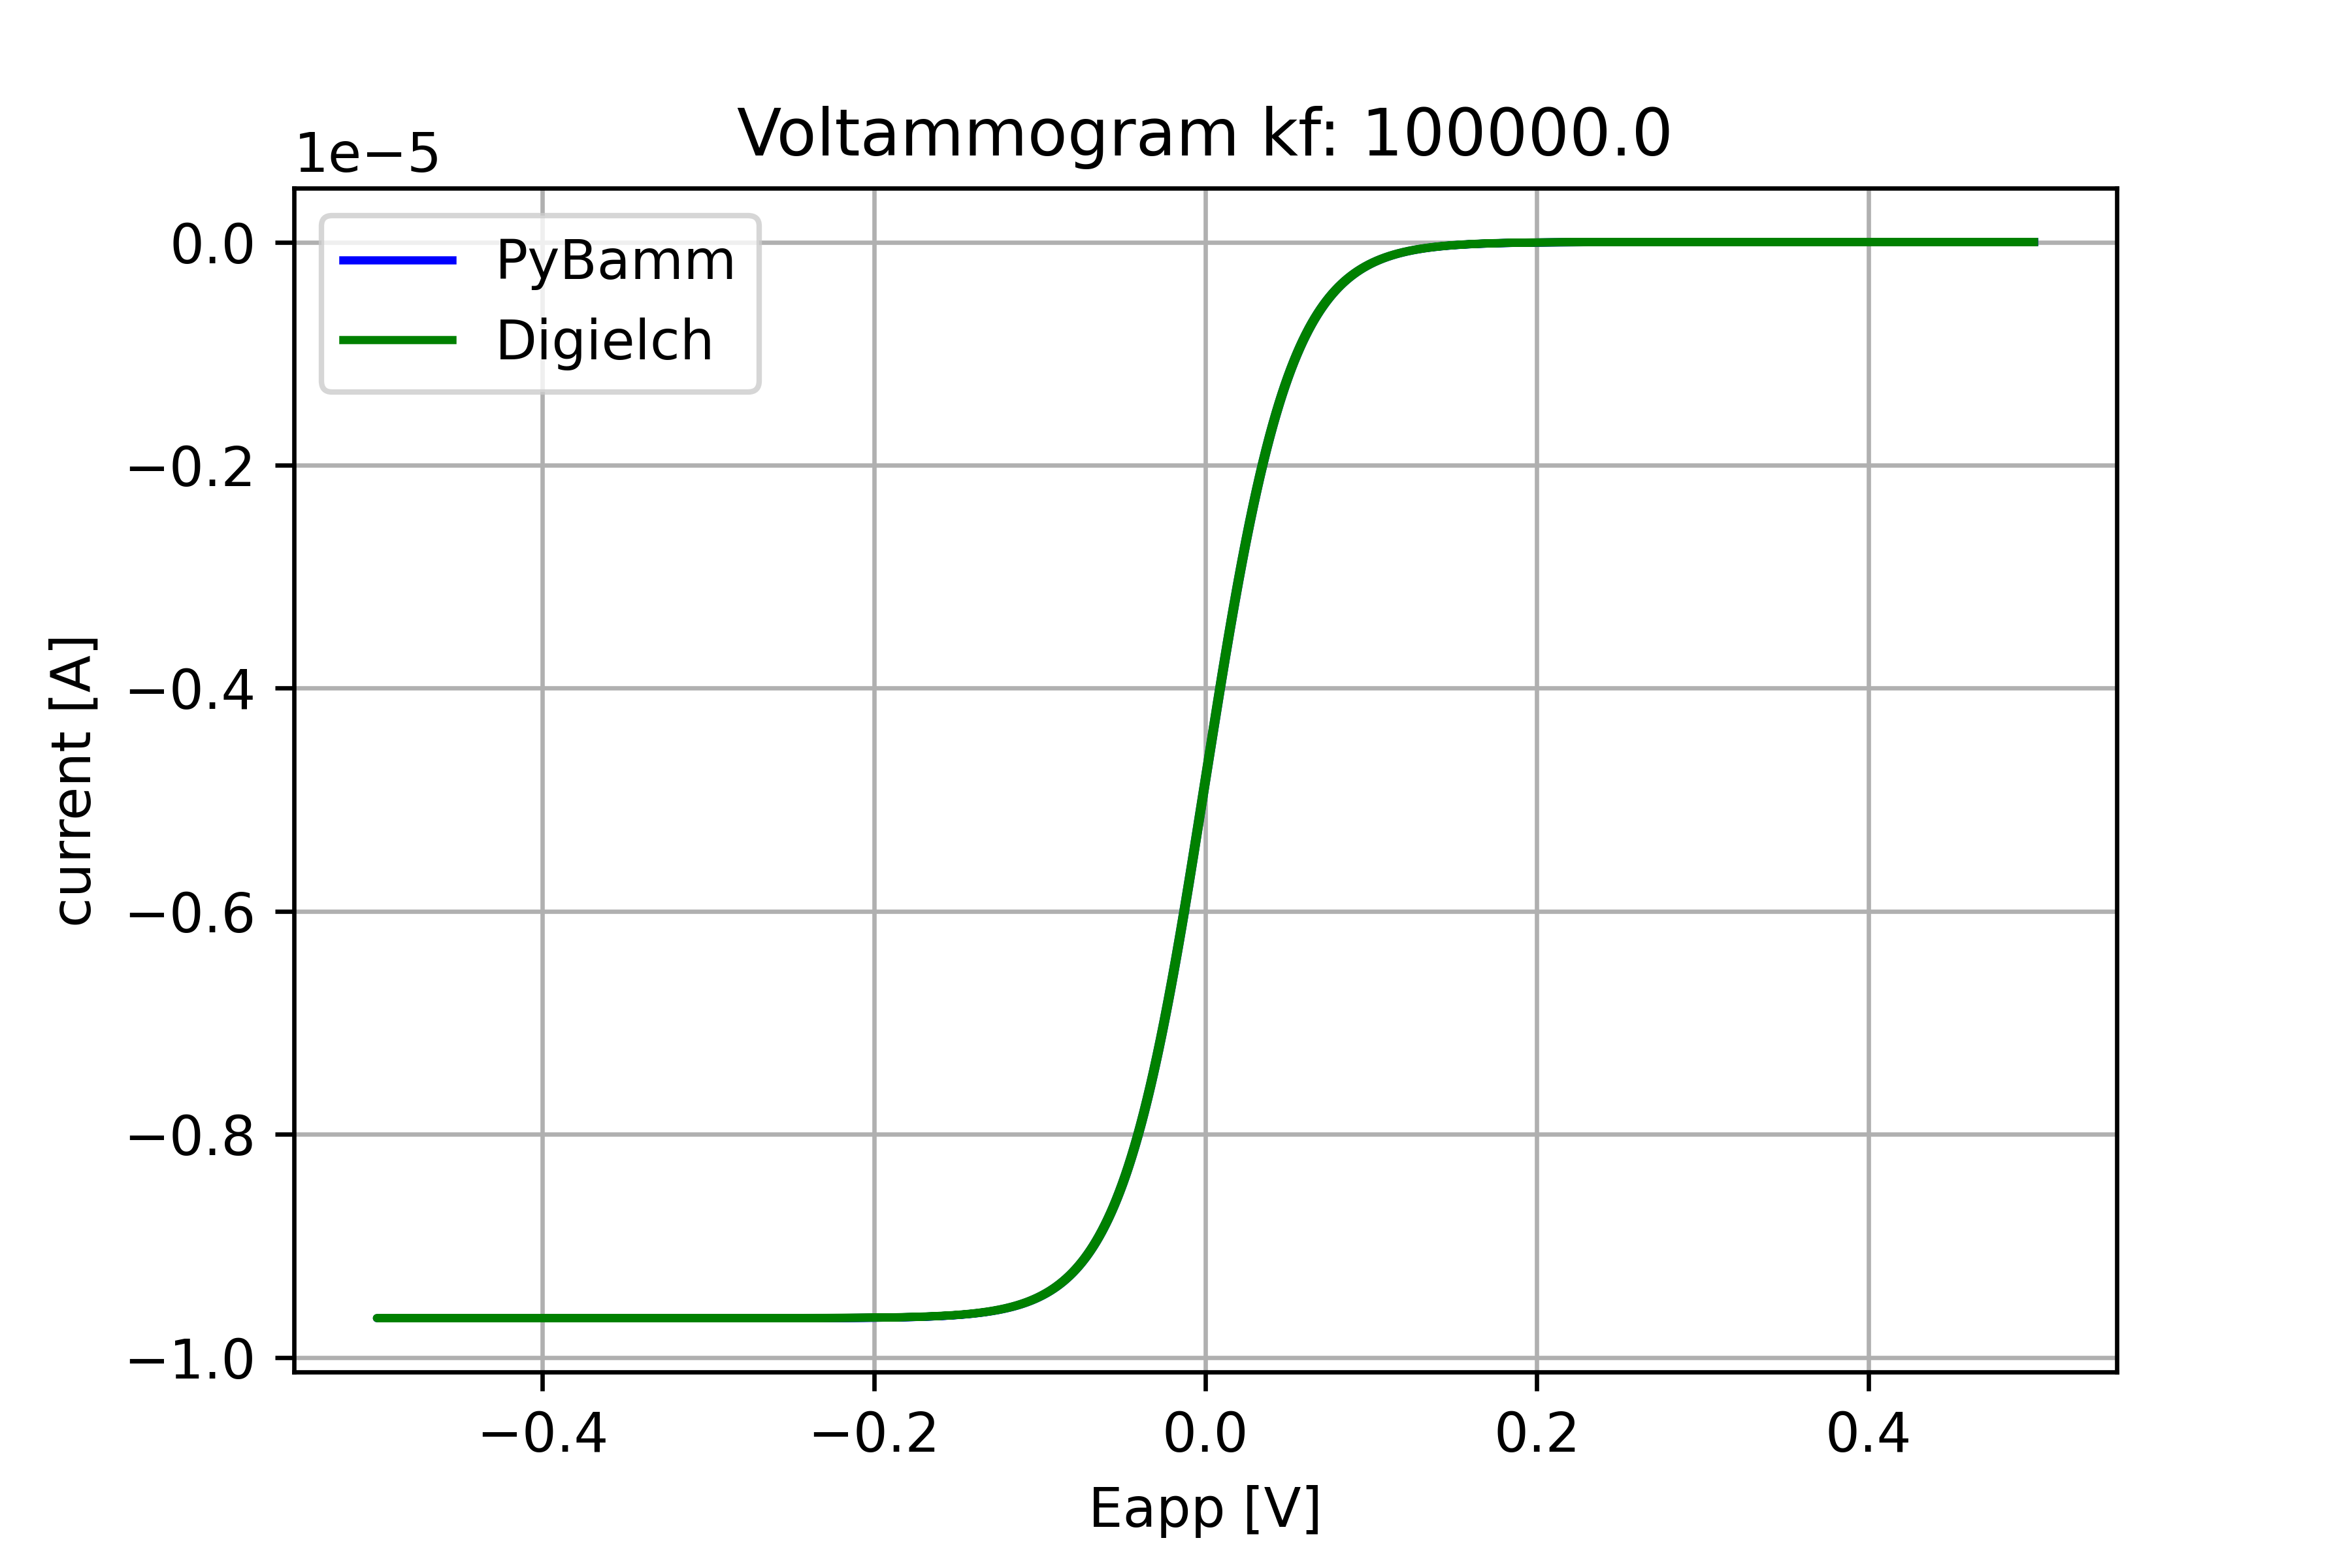 Voltammogram kf: 100000.0
1e−5
PyBamm
Digielch
0.0
−0.2
−0.4
−0.6
−0.8
−1.0
current [A]
−0.4 −0.2 0.0 0.2 0.4
Eapp [V]